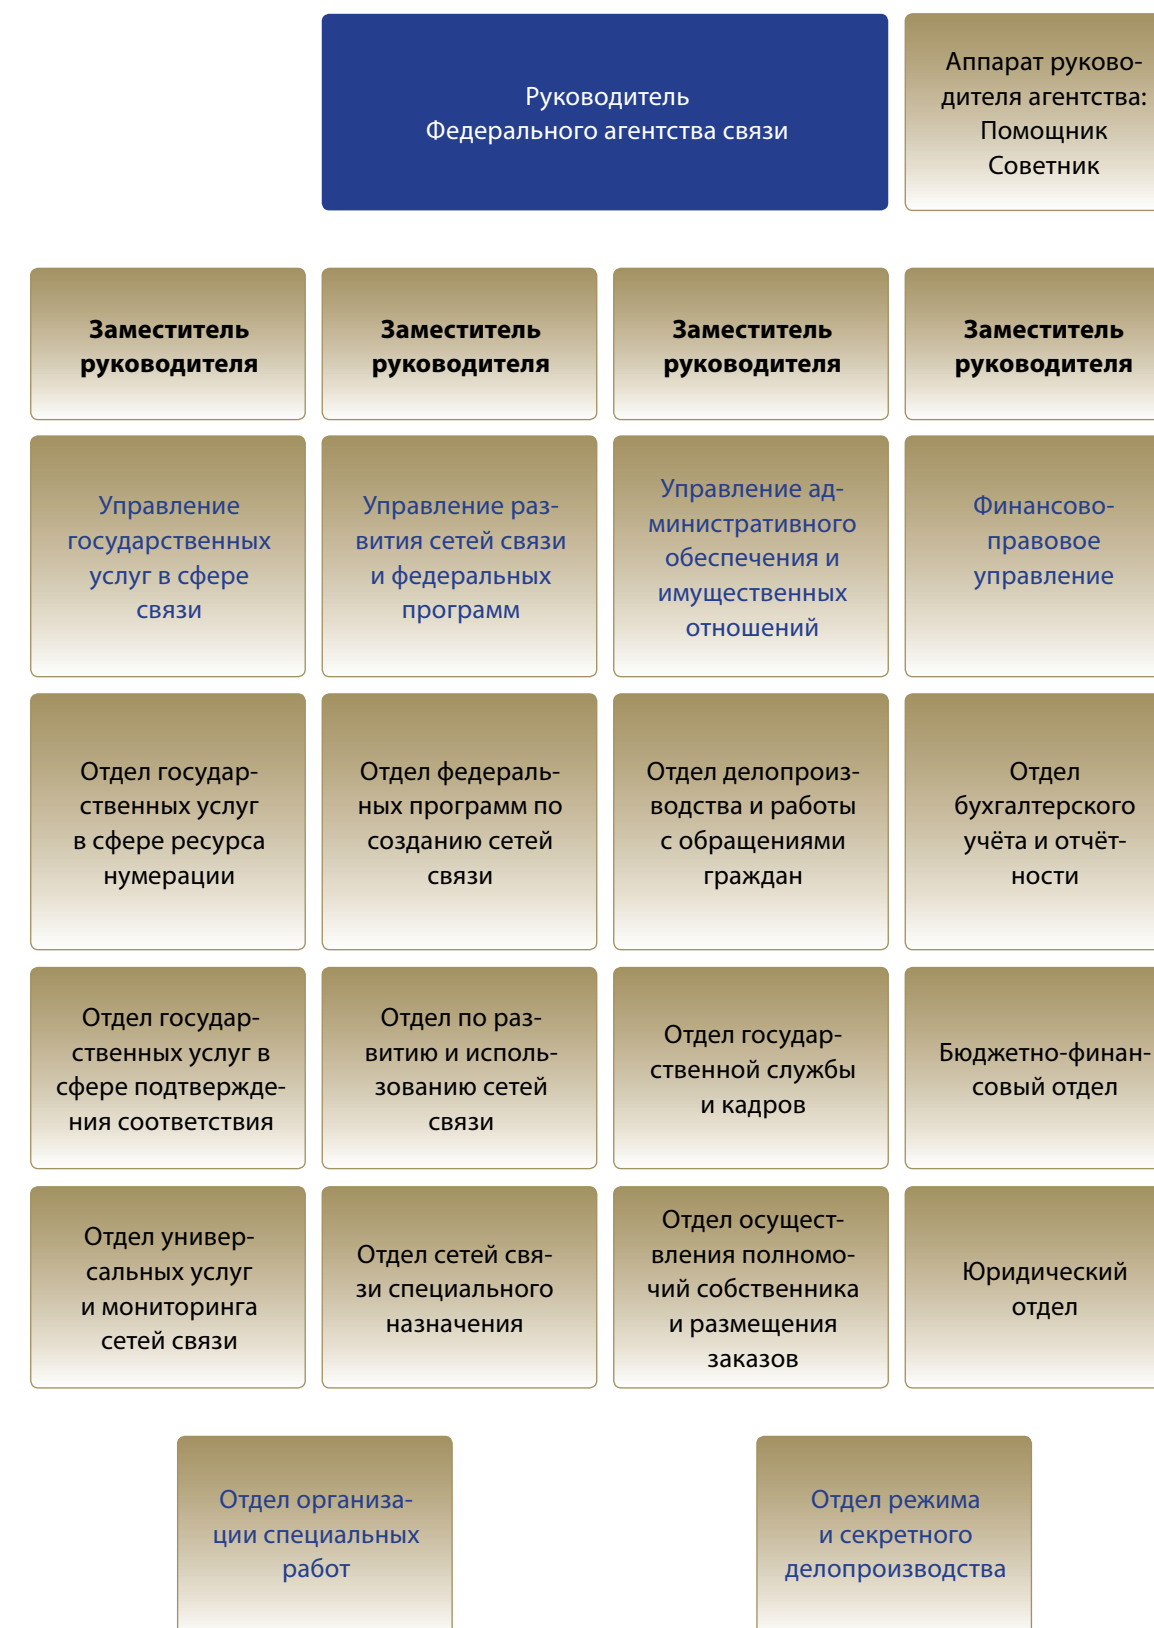 Руководитель
Федерального агентства связи
Аппарат руково-
дителя агентства:
Помощник
Советник
Заместитель
руководителя
Заместитель
руководителя
Заместитель
руководителя
Заместитель
руководителя
Управление
государственных
услуг в сфере
связи
Управление раз-
вития сетей связи
и федеральных
программ
Управление ад-
министративного
обеспечения и
имущественных
отношений
Финансово-
правовое
управление
Отдел государ-
ственных услуг
в сфере ресурса
нумерации
Отдел федераль-
ных программ по
созданию сетей
связи
Отдел делопроиз-
водства и работы
с обращениями
граждан
Отдел
бухгалтерского
учёта и отчёт-
ности
Отдел государ-
ственных услуг в
сфере подтвержде-
ния соответствия
Отдел по раз-
витию и исполь-
зованию сетей
связи
Отдел государ-
ственной службы
и кадров
Бюджетно-финан-
совый отдел
Отдел универ-
сальных услуг
и мониторинга
сетей связи
Отдел сетей свя-
зи специального
назначения
Отдел осущест-
вления полномо-
чий собственника
и размещения
заказов
Юридический
отдел
Отдел организа-
ции специальных
работ
Отдел режима
и секретного
делопроизводства